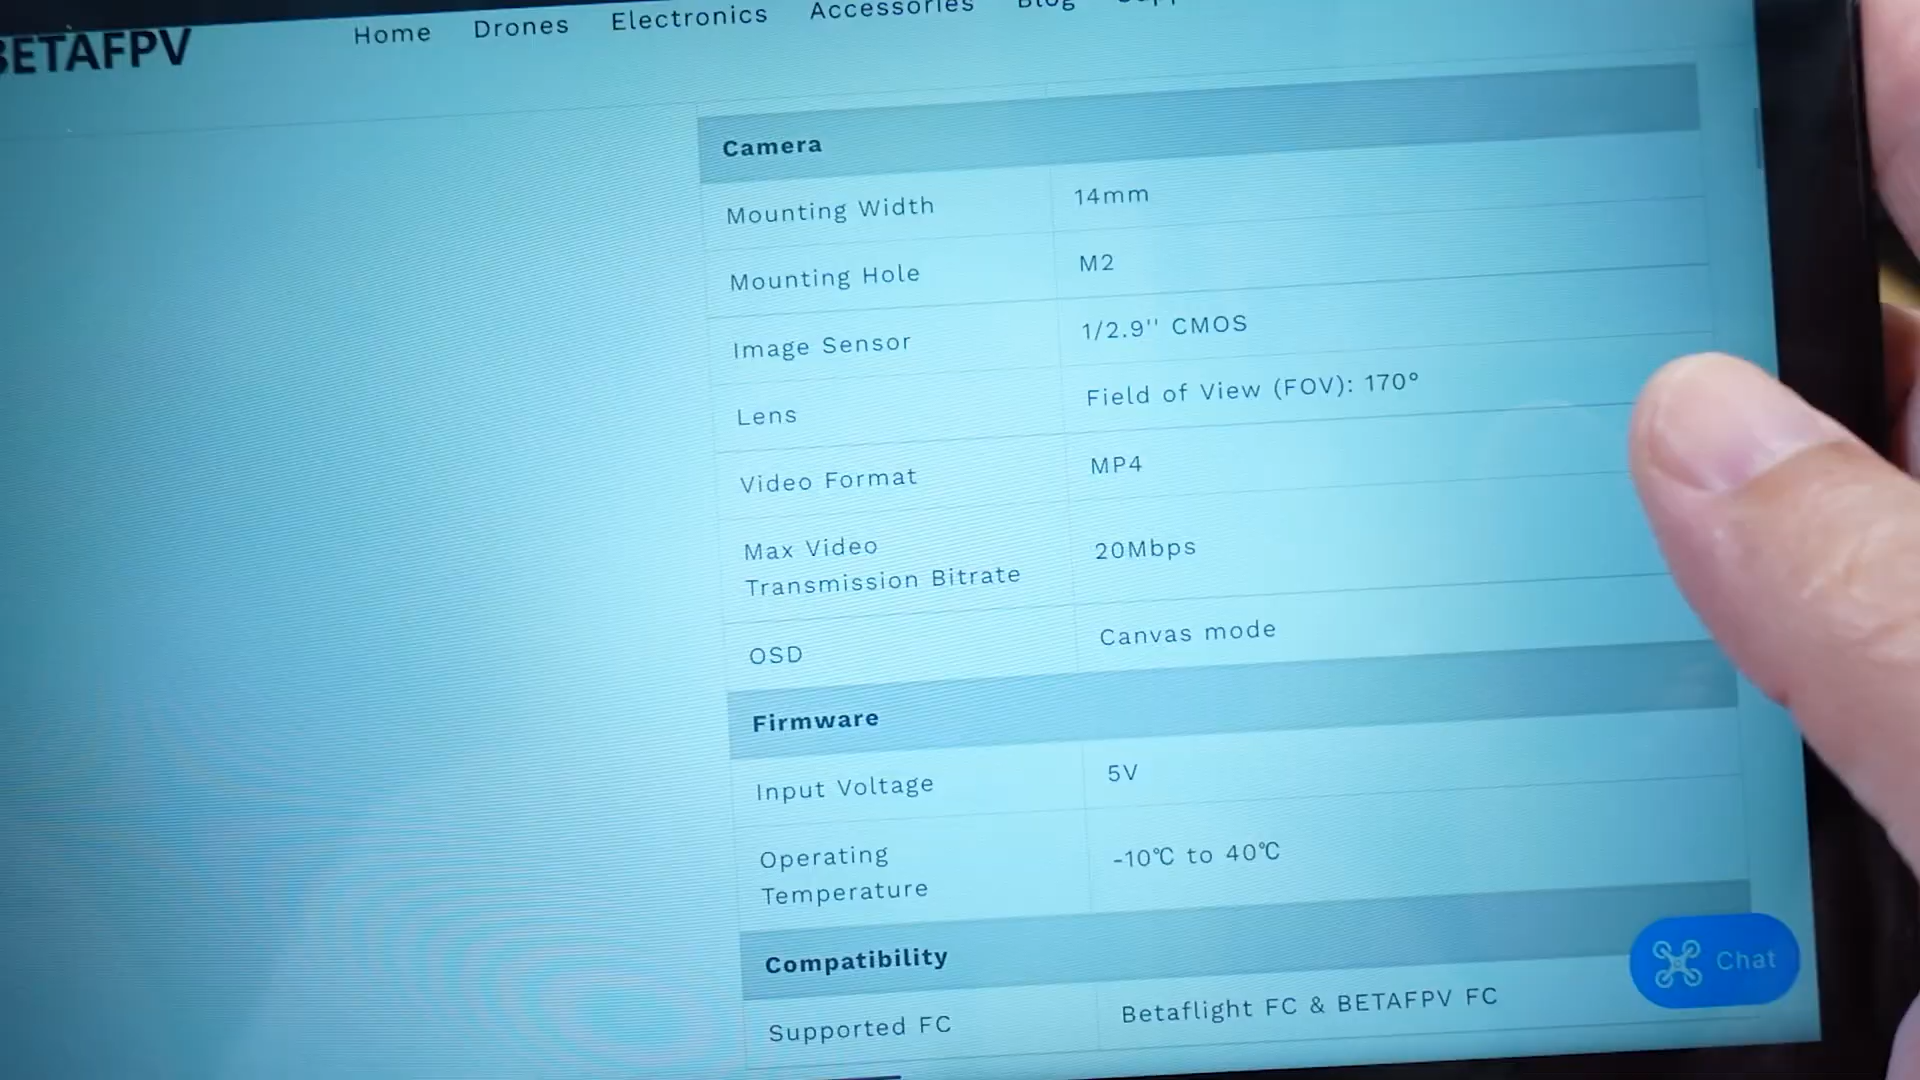 BETAFPV
Home Drones Electronics Accessories Blog
Camera
Mounting Width 14mm
Mounting Hole M2
Image Sensor 1/2.9'' CMOS
Lens Field of View (FOV): 170°
Video Format MP4
Max Video
Transmission Bitrate 20Mbps
OSD Canvas mode
Firmware
Input Voltage 5V
Operating
Temperature -10℃ to 40℃
Compatibility
Chat
Supported FC Betaflight FC & BETAFPV FC